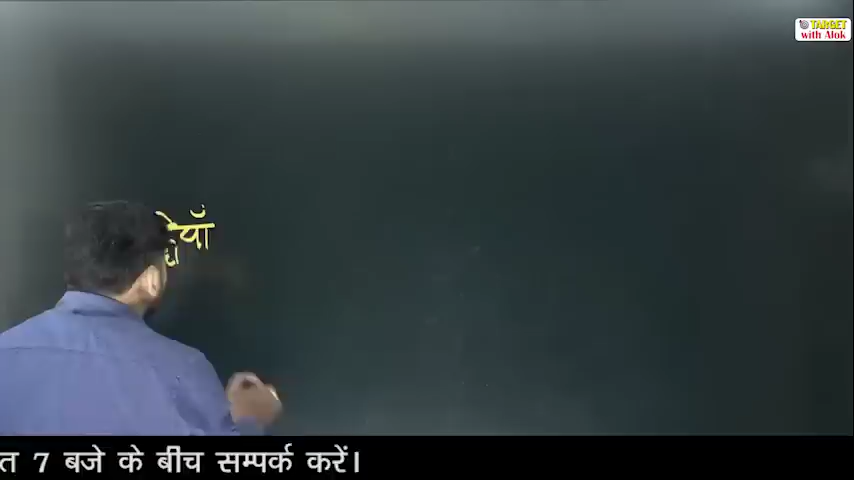 TARGET
with Alok
त 7 बजे के बीच सम्पर्क करें।